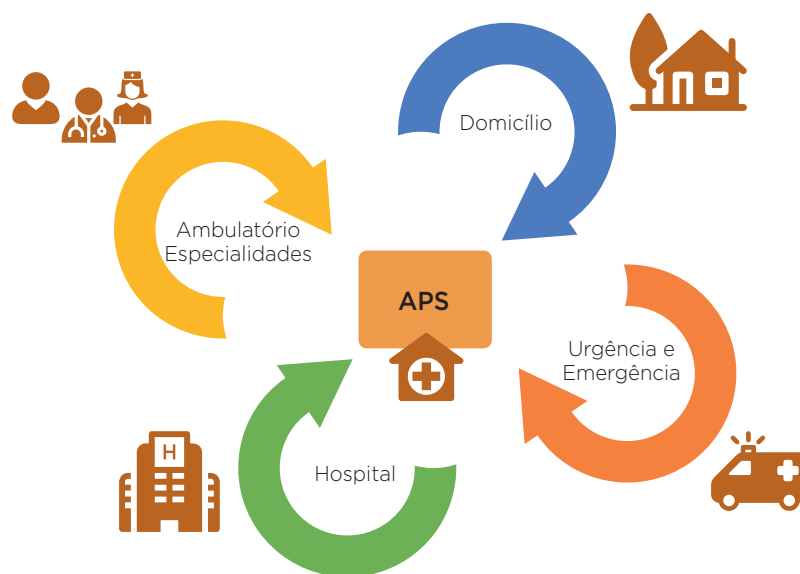 Domicílio
Ambulatório
Especialidades
APS
Urgência e
Emergência
H
Hospital